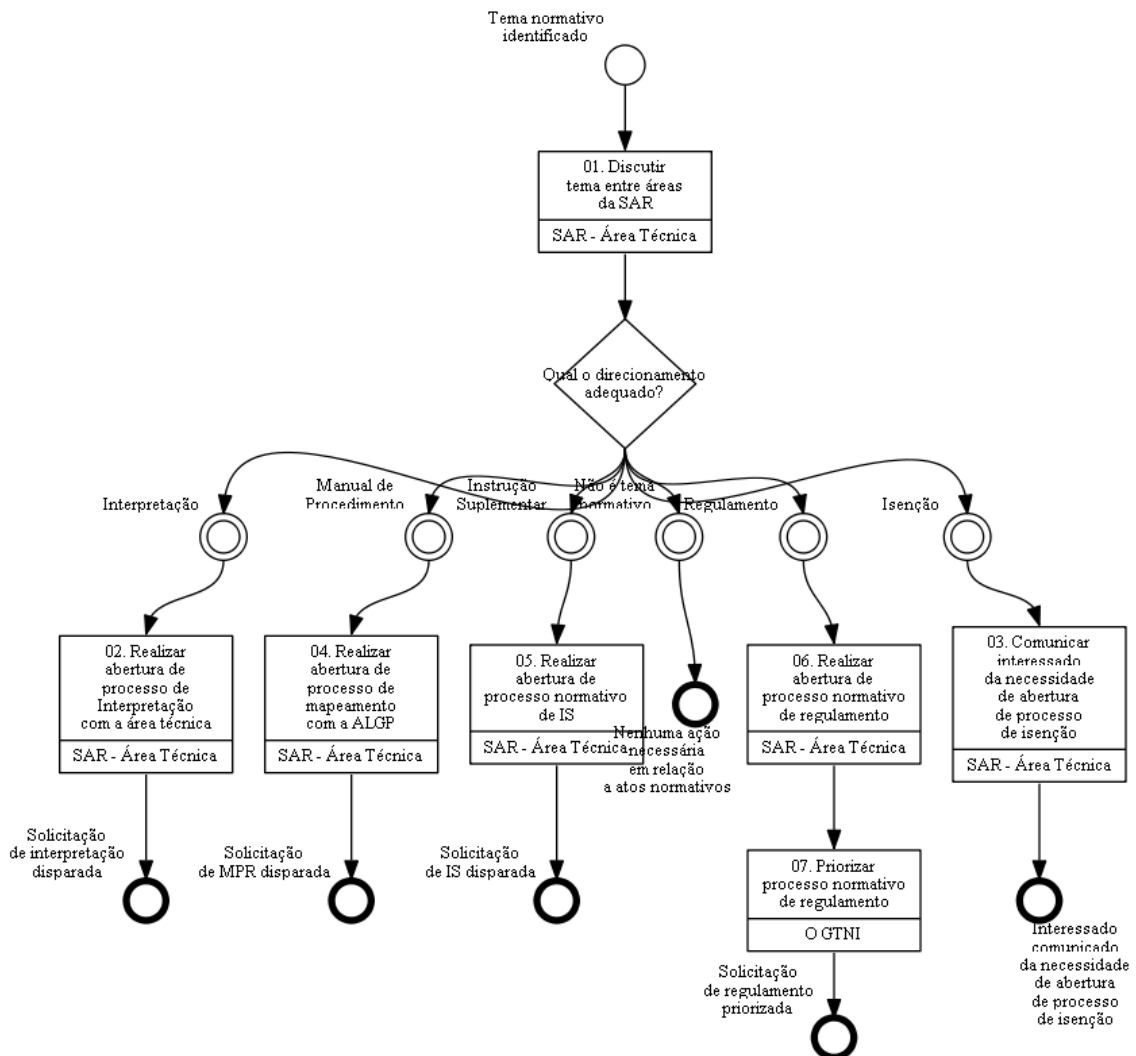 Tema normativo
identificado
01. Discutir
tema entre áreas
da SAR
SAR - Área Técnica
Qual o direcionamento
adequado?
Interpretação
Manual de
Procedimento
Instrução
Suplementar
Não é tema
normativo
Regulamento
Isenção
02. Realizar
abertura de
processo de
Interpretação
com a área técnica
SAR - Área Técnica
04. Realizar
abertura de
processo de
mapeamento
com a ALGP
SAR - Área Técnica
05. Realizar
abertura de
processo normativo
de IS
SAR - Área Técnica
Nenhuma ação
necessária
em relação
a atos normativos
06. Realizar
abertura de
processo normativo
de regulamento
SAR - Área Técnica
03. Comunicar
interessado
da necessidade
de abertura
de processo
de isenção
SAR - Área Técnica
Solicitação
de interpretação
disparada
Solicitação
de MPR disparada
Solicitação
de IS disparada
07. Priorizar
processo normativo
de regulamento
O GTNI
Solicitação
de regulamento
priorizada
Interessado
comunicado
da necessidade
de abertura
de processo
de isenção